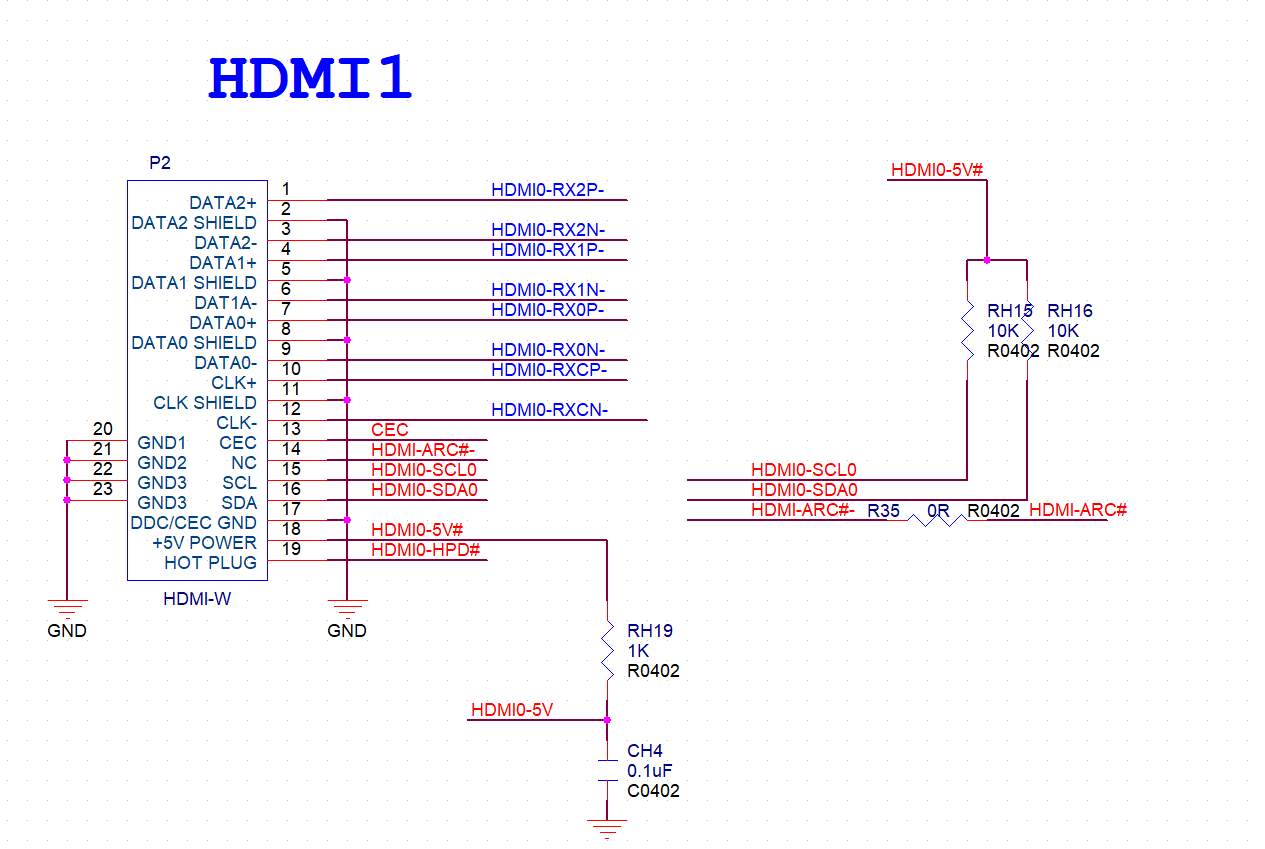 HDMI1
P2
HDMI0-5V#
1
HDMI0-RX2P-
DATA2+
2
DATA2 SHIELD
3
HDMI0-RX2N-
DATA2-
4
HDMI0-RX1P-
DATA1+
5
DATA1 SHIELD
6
HDMI0-RX1N-
DAT1A-
7
HDMI0-RX0P-
DATA0+
8
DATA0 SHIELD
9
HDMI0-RX0N-
DATA0-
10
HDMI0-RXCP-
CLK+
11
CLK SHIELD
12
HDMI0-RXCN-
CLK-
RH15
10K
R0402
RH16
10K
R0402
20
13
CEC
GND1
CEC
21
14
HDMI-ARC#-
GND2
NC
22
15
HDMI0-SCL0
GND3
SCL
23
16
HDMI0-SDA0
GND3
SDA
17
DDC/CEC GND
18
HDMI0-5V#
+5V POWER
19
HDMI0-HPD#
HOT PLUG
HDMI0-SCL0
HDMI0-SDA0
HDMI-ARC#- R35 0R R0402 HDMI-ARC#
HDMI-W
GND
GND
RH19
1K
R0402
HDMI0-5V
CH4
0.1uF
C0402